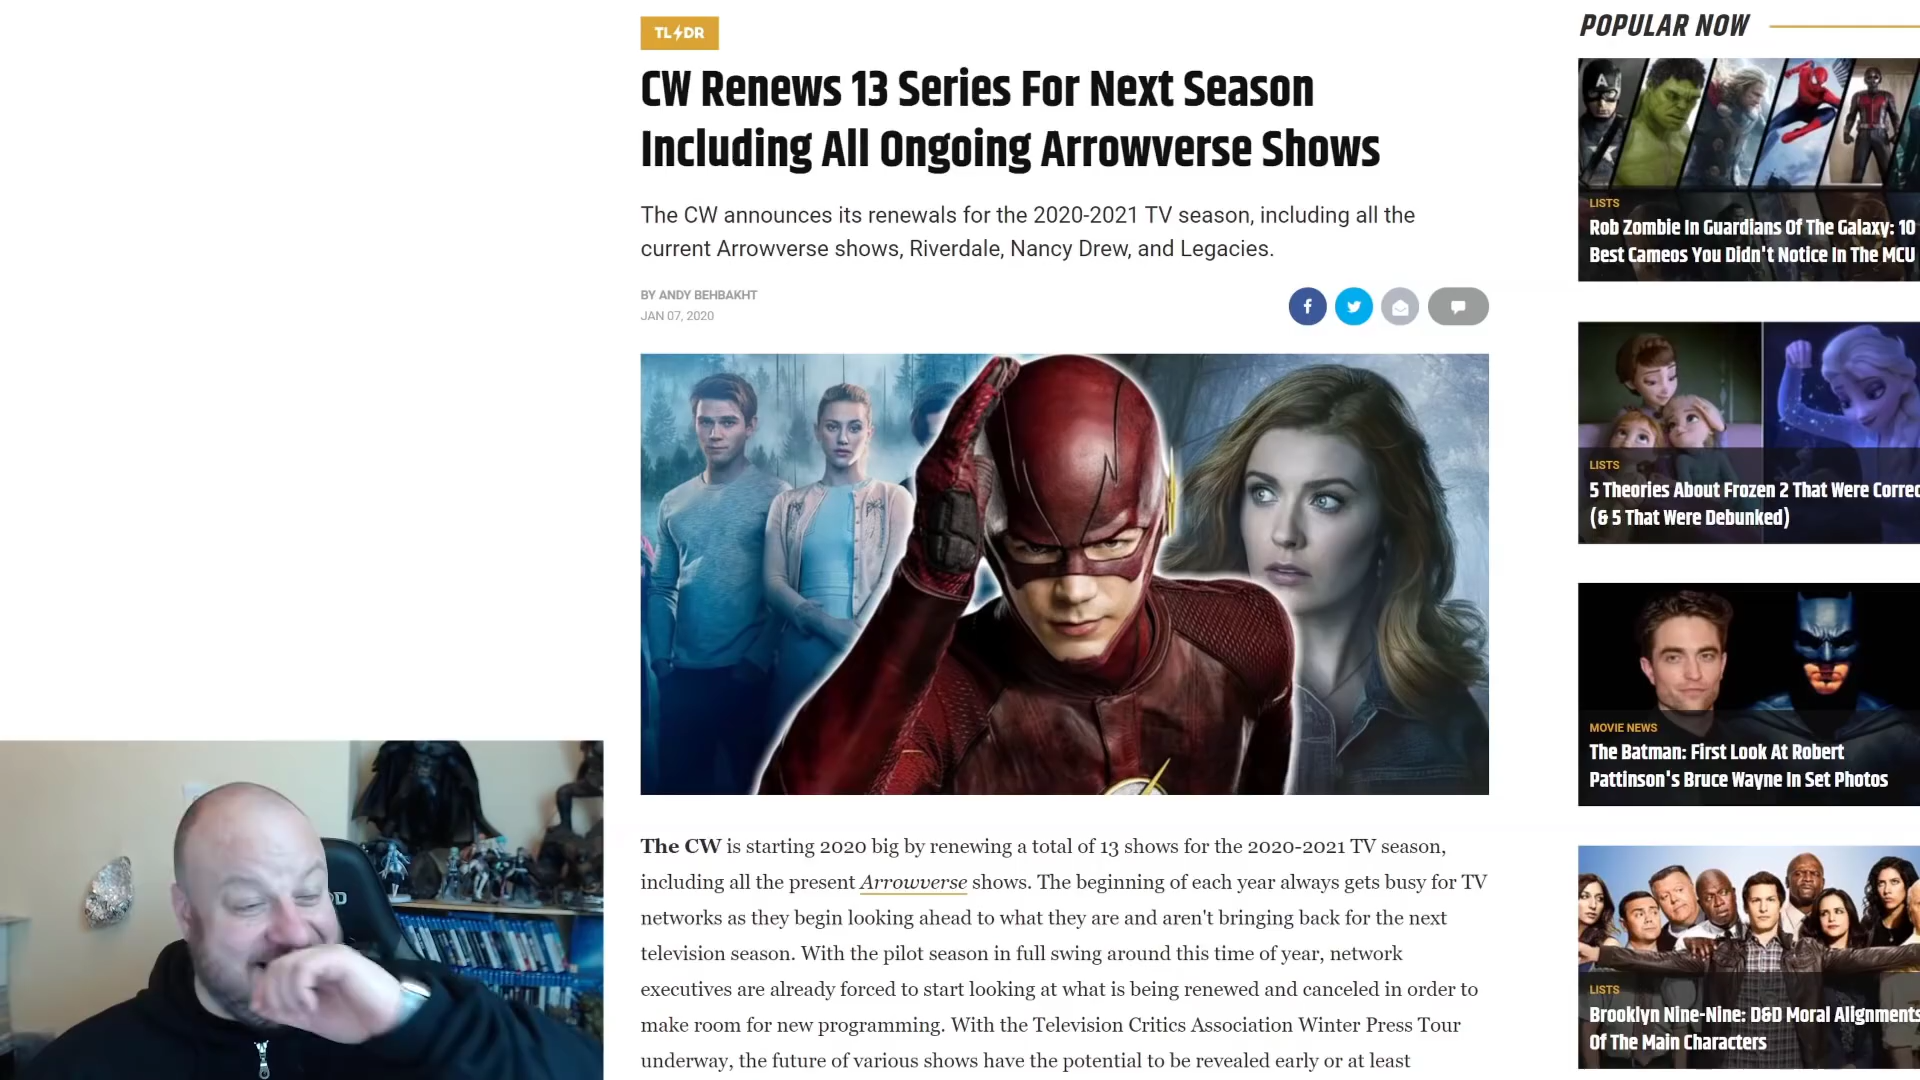 TL DR
CW Renews 13 Series For Next Season
Including All Ongoing Arrowverse Shows
The CW announces its renewals for the 2020-2021 TV season, including all the
current Arrowverse shows, Riverdale, Nancy Drew, and Legacies.
BY ANDY BEHBAKHT
JAN 07, 2020
The CW is starting 2020 big by renewing a total of 13 shows for the 2020-2021 TV season,
including all the present Arrowverse shows. The beginning of each year always gets busy for TV
networks as they begin looking ahead to what they are and aren't bringing back for the next
television season. With the pilot season in full swing around this time of year, network
executives are already forced to start looking at what is being renewed and canceled in order to
make room for new programming. With the Television Critics Association Winter Press Tour
underway, the future of various shows have the potential to be revealed early or at least
POPULAR NOW
LISTS
Rob Zombie In Guardians Of The Galaxy: 10
Best Cameos You Didn't Notice In The MCU
LISTS
5 Theories About Frozen 2 That Were Correc
(& 5 That Were Debunked)
MOVIE NEWS
The Batman: First Look At Robert
Pattinson's Bruce Wayne In Set Photos
LISTS
Brooklyn Nine-Nine: D&D Moral Alignments
Of The Main Characters